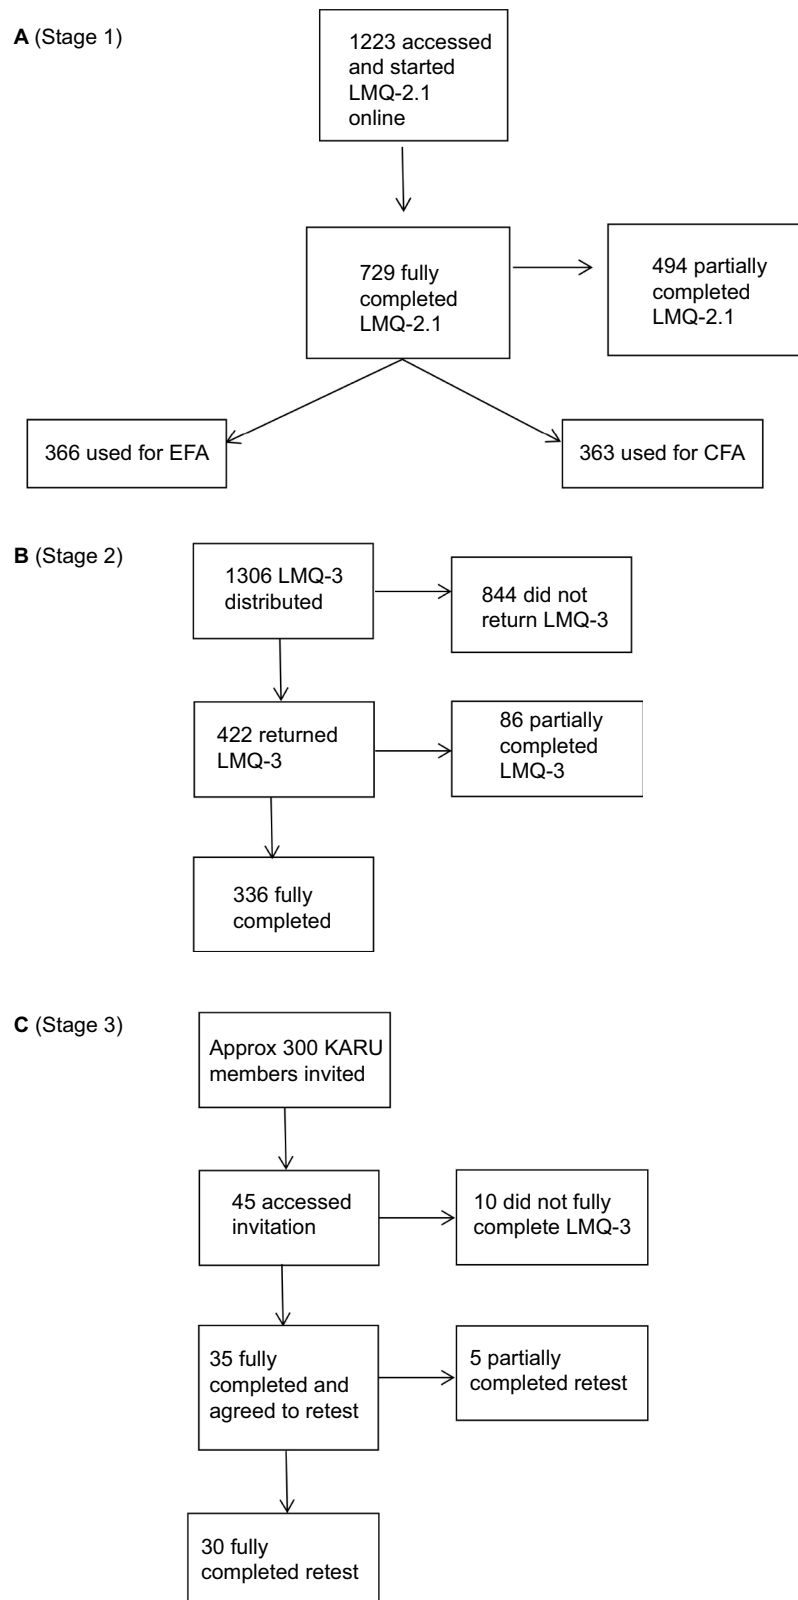 A (Stage 1)
1223 accessed
and started
LMQ-2.1
online
729 fully
completed
LMQ-2.1
494 partially
completed
LMQ-2.1
366 used for EFA
363 used for CFA
B (Stage 2)
1306 LMQ-3
distributed
844 did not
return LMQ-3
422 returned
LMQ-3
86 partially
completed
LMQ-3
336 fully
completed
C (Stage 3)
Approx 300 KARU
members invited
45 accessed
invitation
10 did not fully
complete LMQ-3
35 fully
completed and
agreed to retest
5 partially
completed retest
30 fully
completed retest